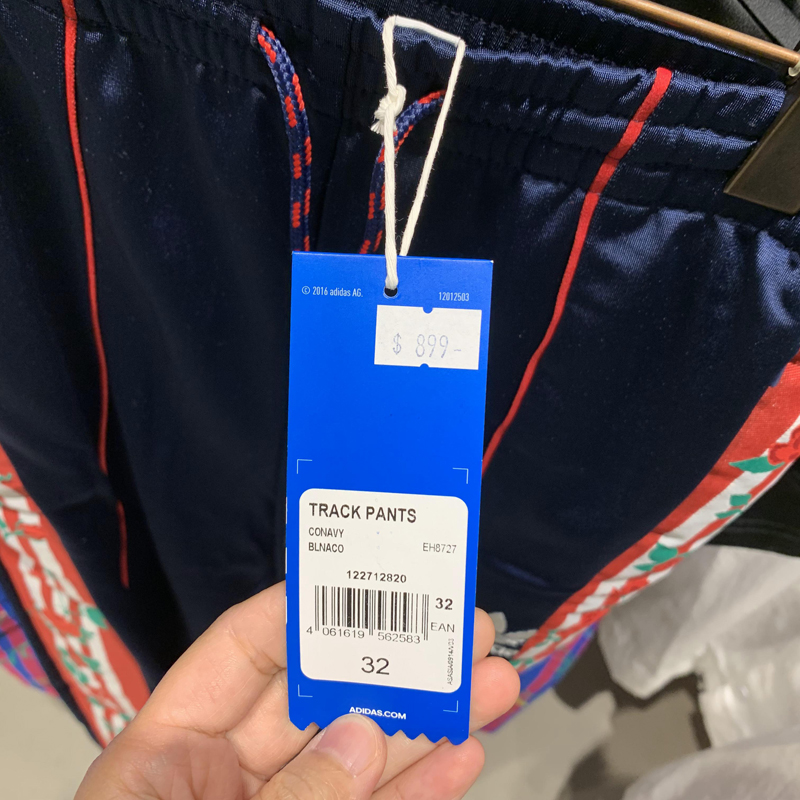 © 2016 adidas AG.
12012503
$ 899-
TRACK PANTS
CONAVY
BLNACO
EH8727
122712820
32
EAN
4 061619 562583
32
ADIDAS.COM